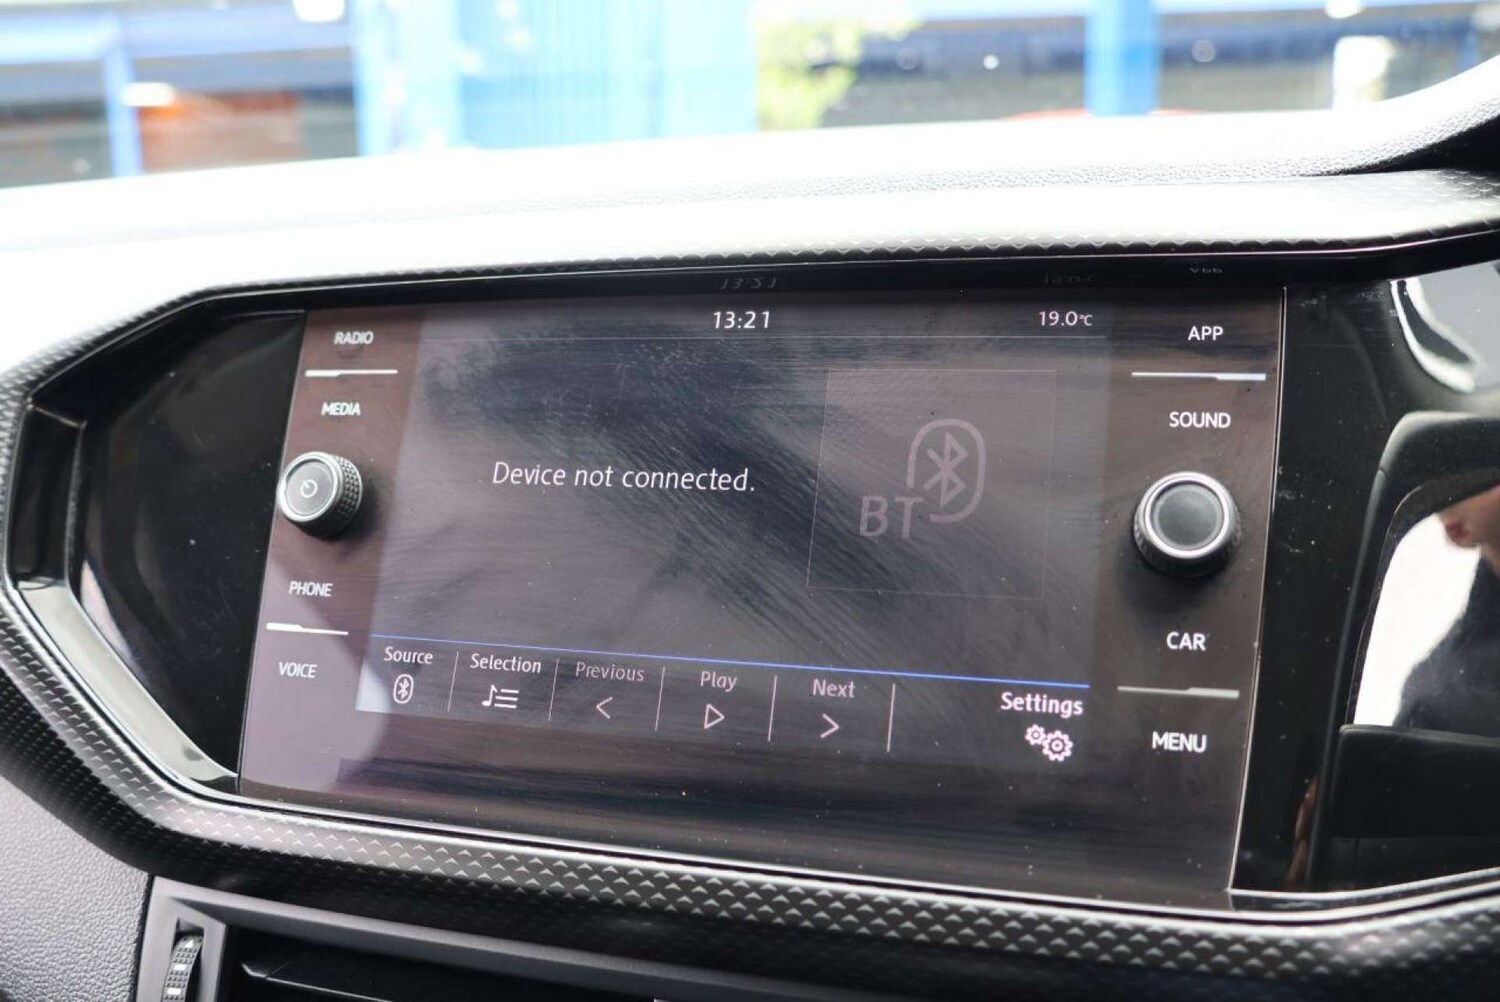 13:21
19.0°C
RADIO
MEDIA
PHONE
VOICE
Device not connected.
BT
Source
Selection
Previous
Play
Next
Settings
APP
SOUND
CAR
MENU